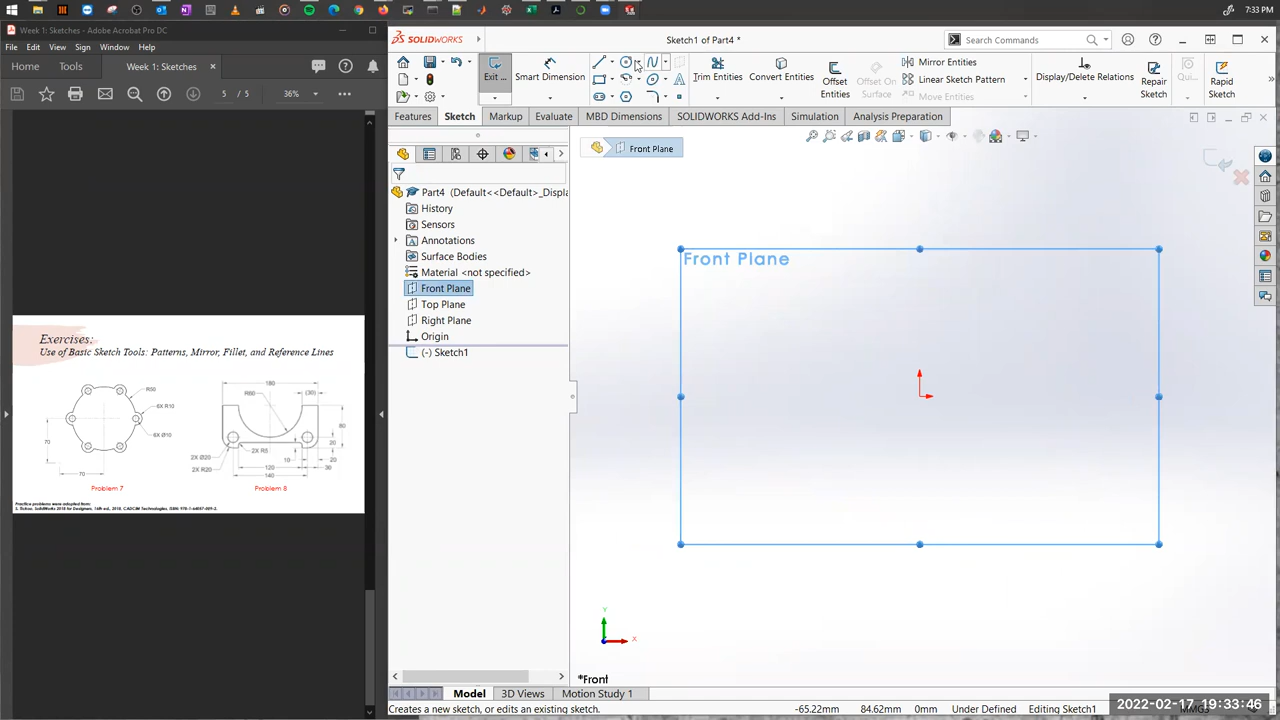 7:33 PM
Week 1: Sketches - Adobe Acrobat Pro DC
File Edit View Sign Window Help
Home Tools Week 1: Sketches ×
5 / 5 36%
Exercises:
Use of Basic Sketch Tools: Patterns, Mirror, Fillet, and Reference Lines
R50
6X R10
6X Ø10
70
70
Problem 7
180
R60
(30)
80
20
2X Ø20
2X R5
2X R20
10
20
120
30
140
Problem 8
Practice problems were adapted from:
SOLIDWORKS
Sketch1 of Part4 *
Search Commands
Exit ...
Smart Dimension
Trim Entities
Convert Entities
Offset Entities
Offset On Surface
Mirror Entities
Linear Sketch Pattern
Move Entities
Display/Delete Relations
Repair Sketch
Qui...
Rapid Sketch
Features Sketch Markup Evaluate MBD Dimensions SOLIDWORKS Add-Ins Simulation Analysis Preparation
Front Plane
Part4 (Default<<Default>_Displa
History
Sensors
Annotations
Surface Bodies
Material <not specified>
Front Plane
Top Plane
Right Plane
Origin
(-) Sketch1
Front Plane
Y
X
*Front
Model 3D Views Motion Study 1
Creates a new sketch, or edits an existing sketch. -65.22mm 84.62mm 0mm Under Defined Editing Sketch1
2022-02-17 19:33:46